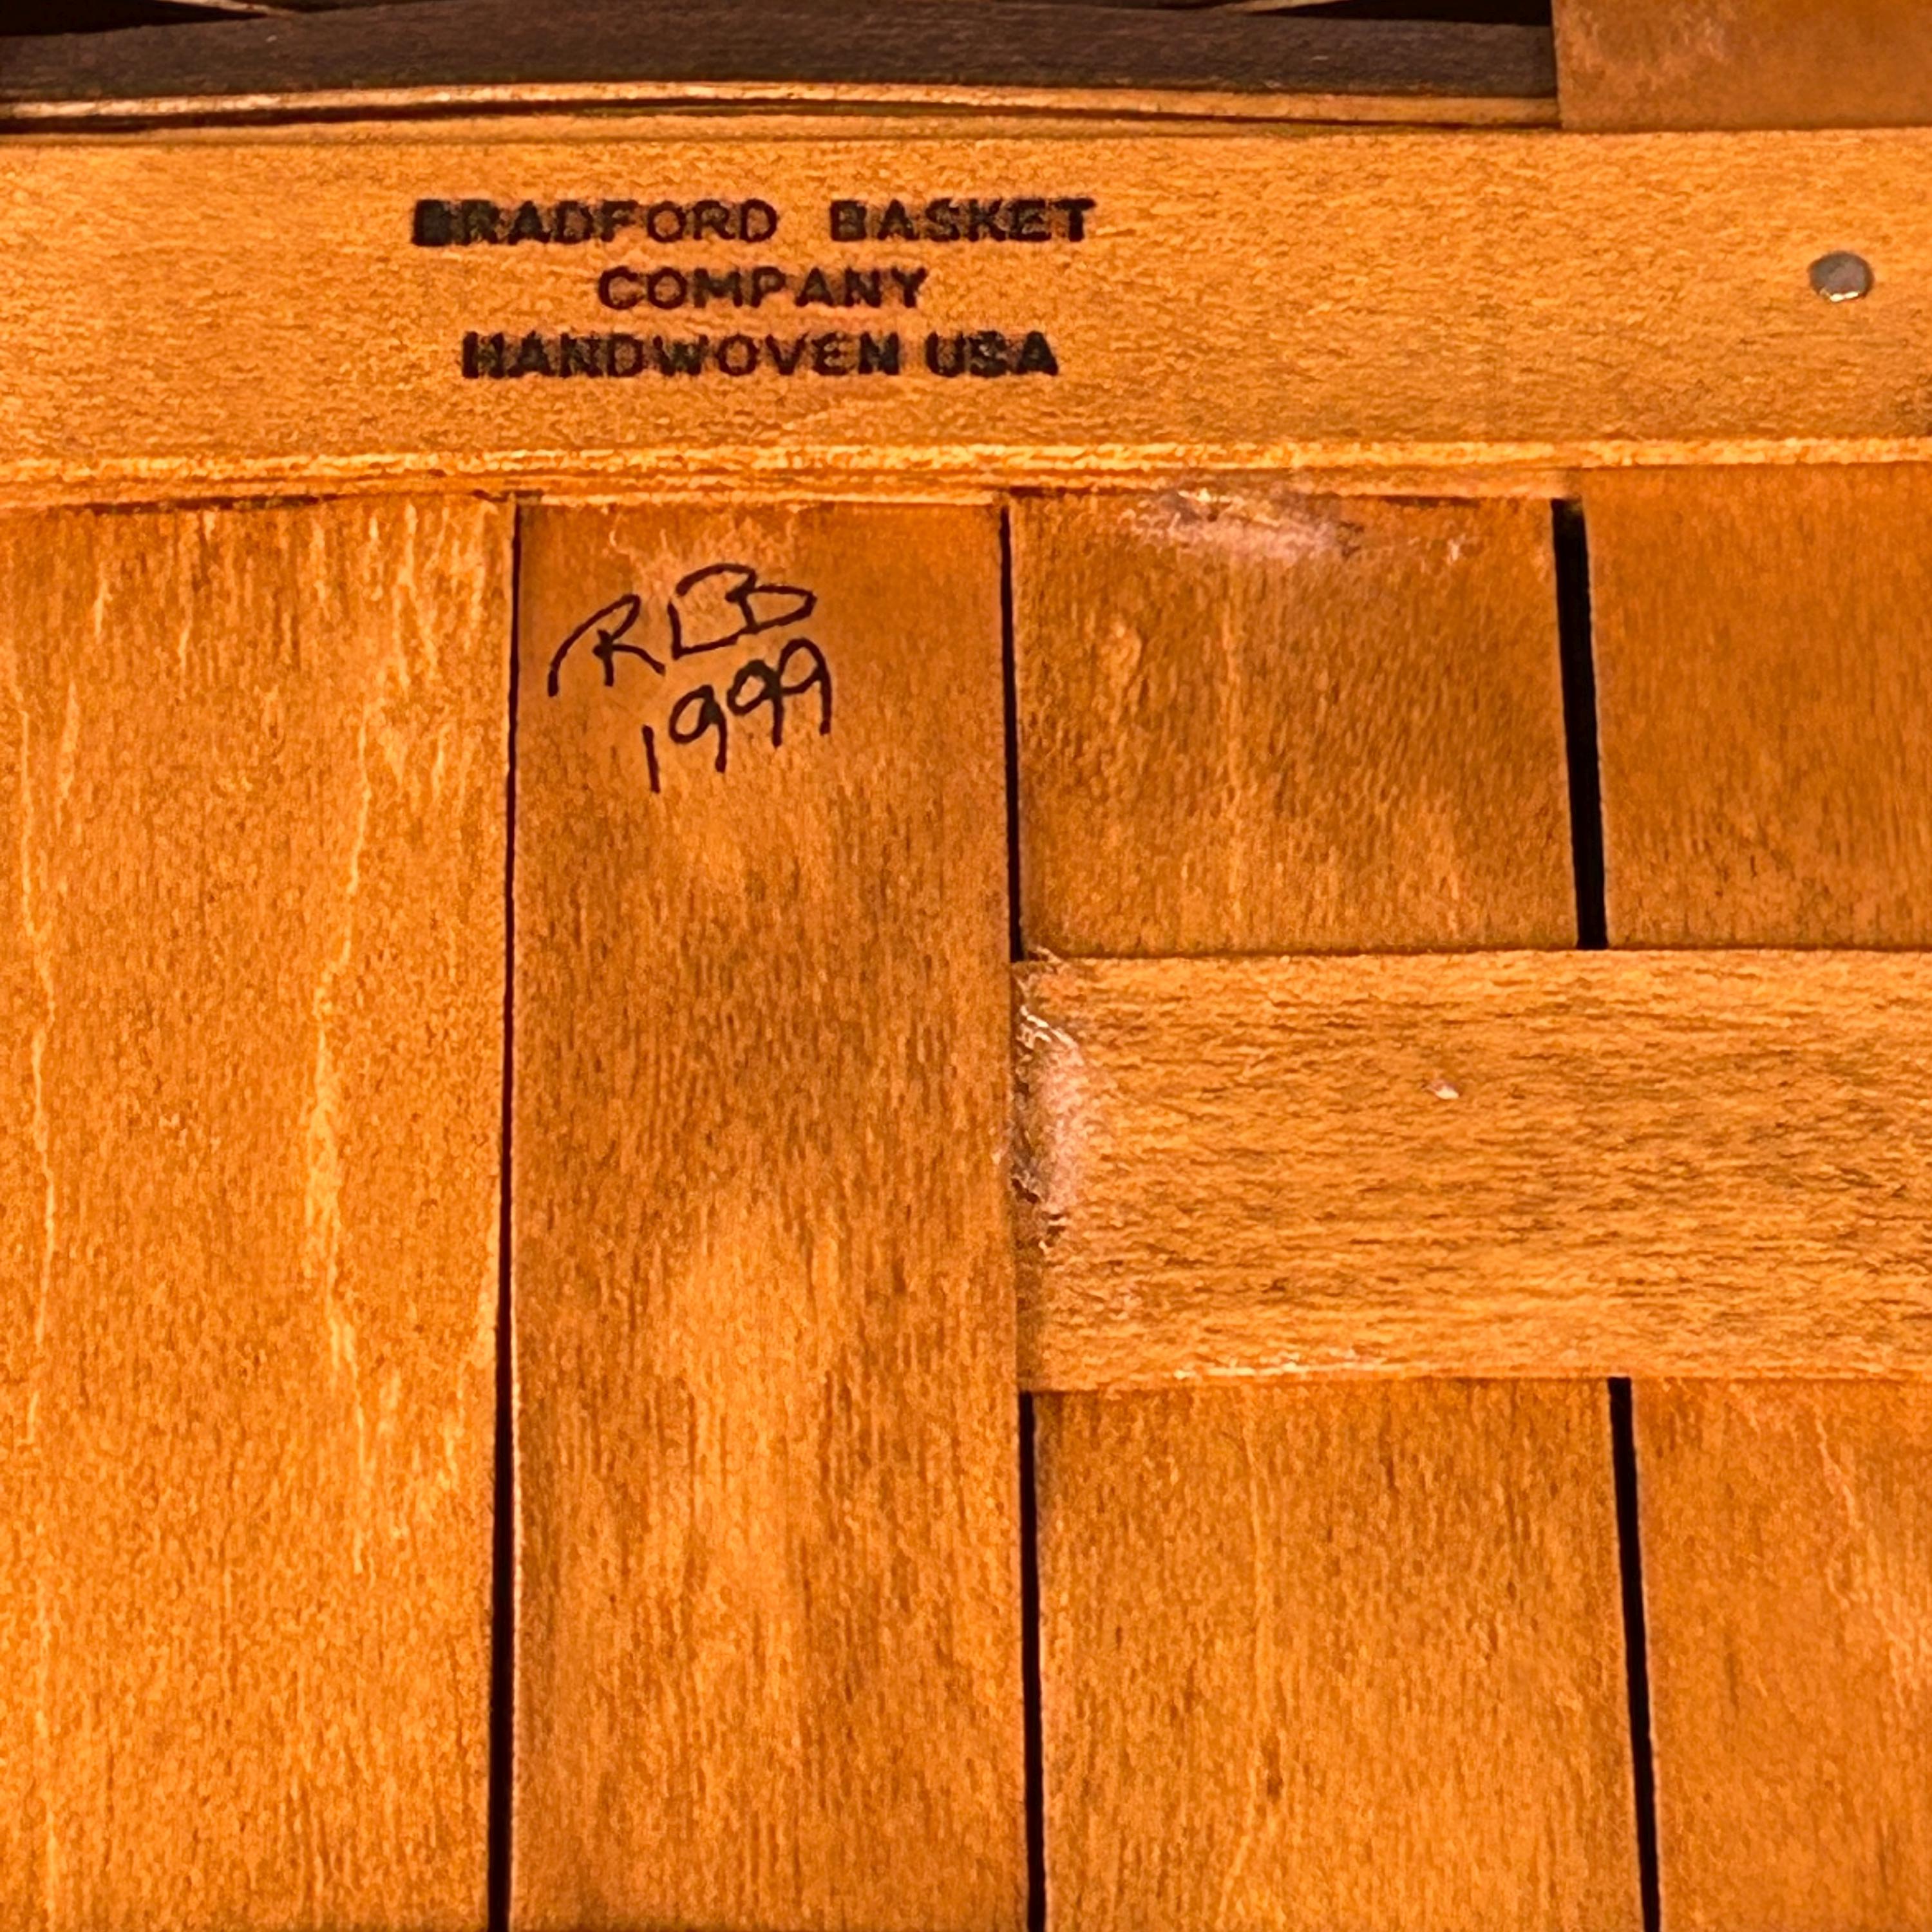 BRADFORD BASKET
COMPANY
HANDWOVEN USA
RLB
1999